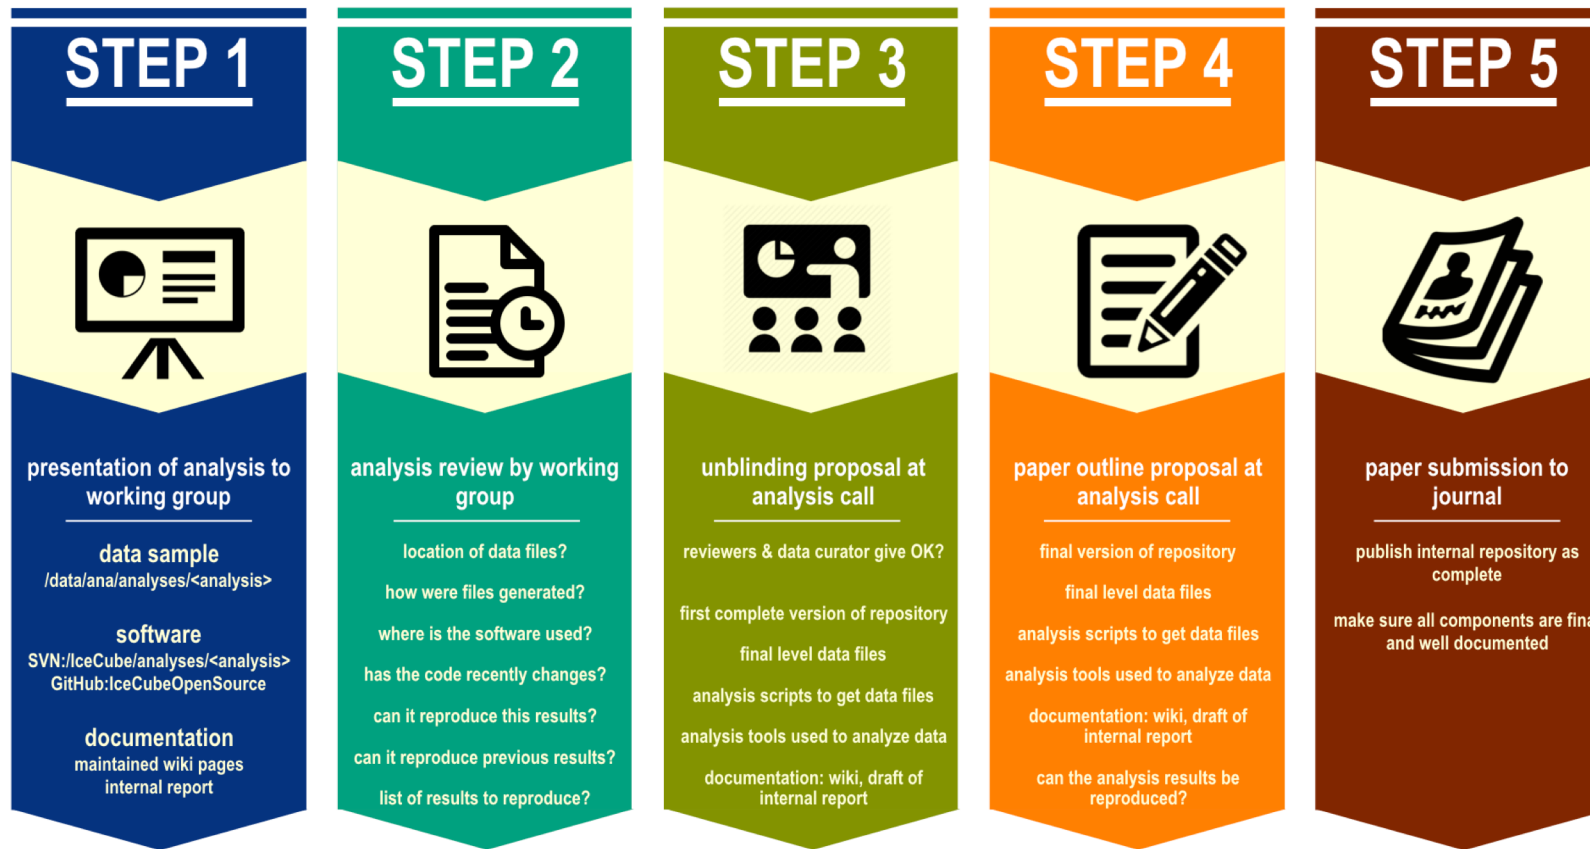 STEP 1
presentation of analysis to
working group
data sample
/data/ana/analyses/<analysis>
software
SVN:/IceCube/analyses/<analysis>
GitHub:IceCubeOpenSource
documentation
maintained wiki pages
internal report
STEP 2
analysis review by working
group
location of data files?
how were files generated?
where is the software used?
has the code recently changes?
can it reproduce this results?
can it reproduce previous results?
list of results to reproduce?
STEP 3
unblinding proposal at
analysis call
reviewers & data curator give OK?
first complete version of repository
final level data files
analysis scripts to get data files
analysis tools used to analyze data
documentation: wiki, draft of
internal report
STEP 4
paper outline proposal at
analysis call
final version of repository
final level data files
analysis scripts to get data files
analysis tools used to analyze data
documentation: wiki, draft of
internal report
can the analysis results be
reproduced?
STEP 5
paper submission to
journal
publish internal repository as
complete
make sure all components are fina
and well documented